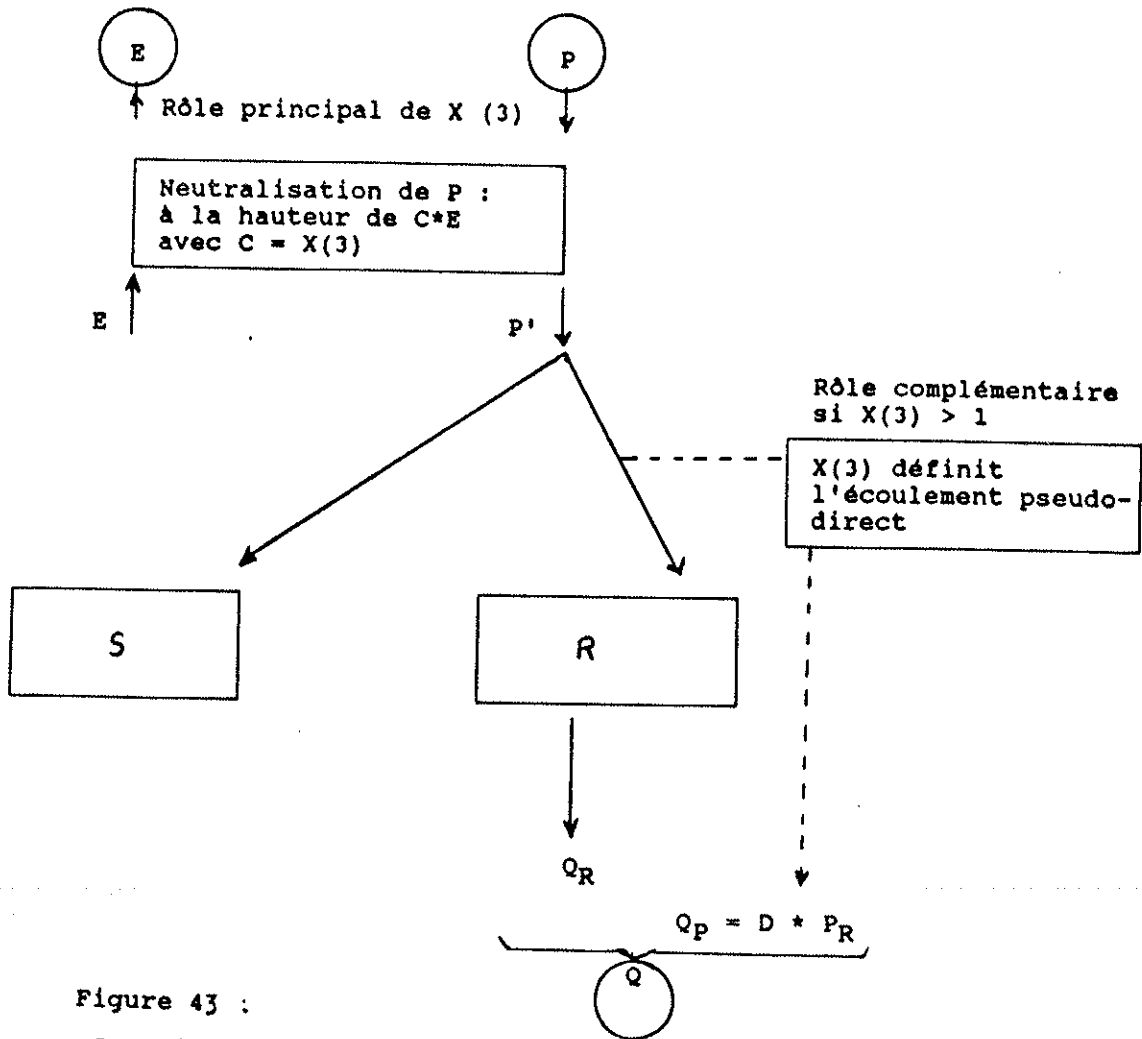 E
P
Rôle principal de X (3)
Neutralisation de P :
à la hauteur de C*E
avec C = X(3)
E
P'
Rôle complémentaire
si X(3) > 1
X(3) définit
l'écoulement pseudo-
direct
S
R
QR
QP = D * PR
Q
Figure 43 :